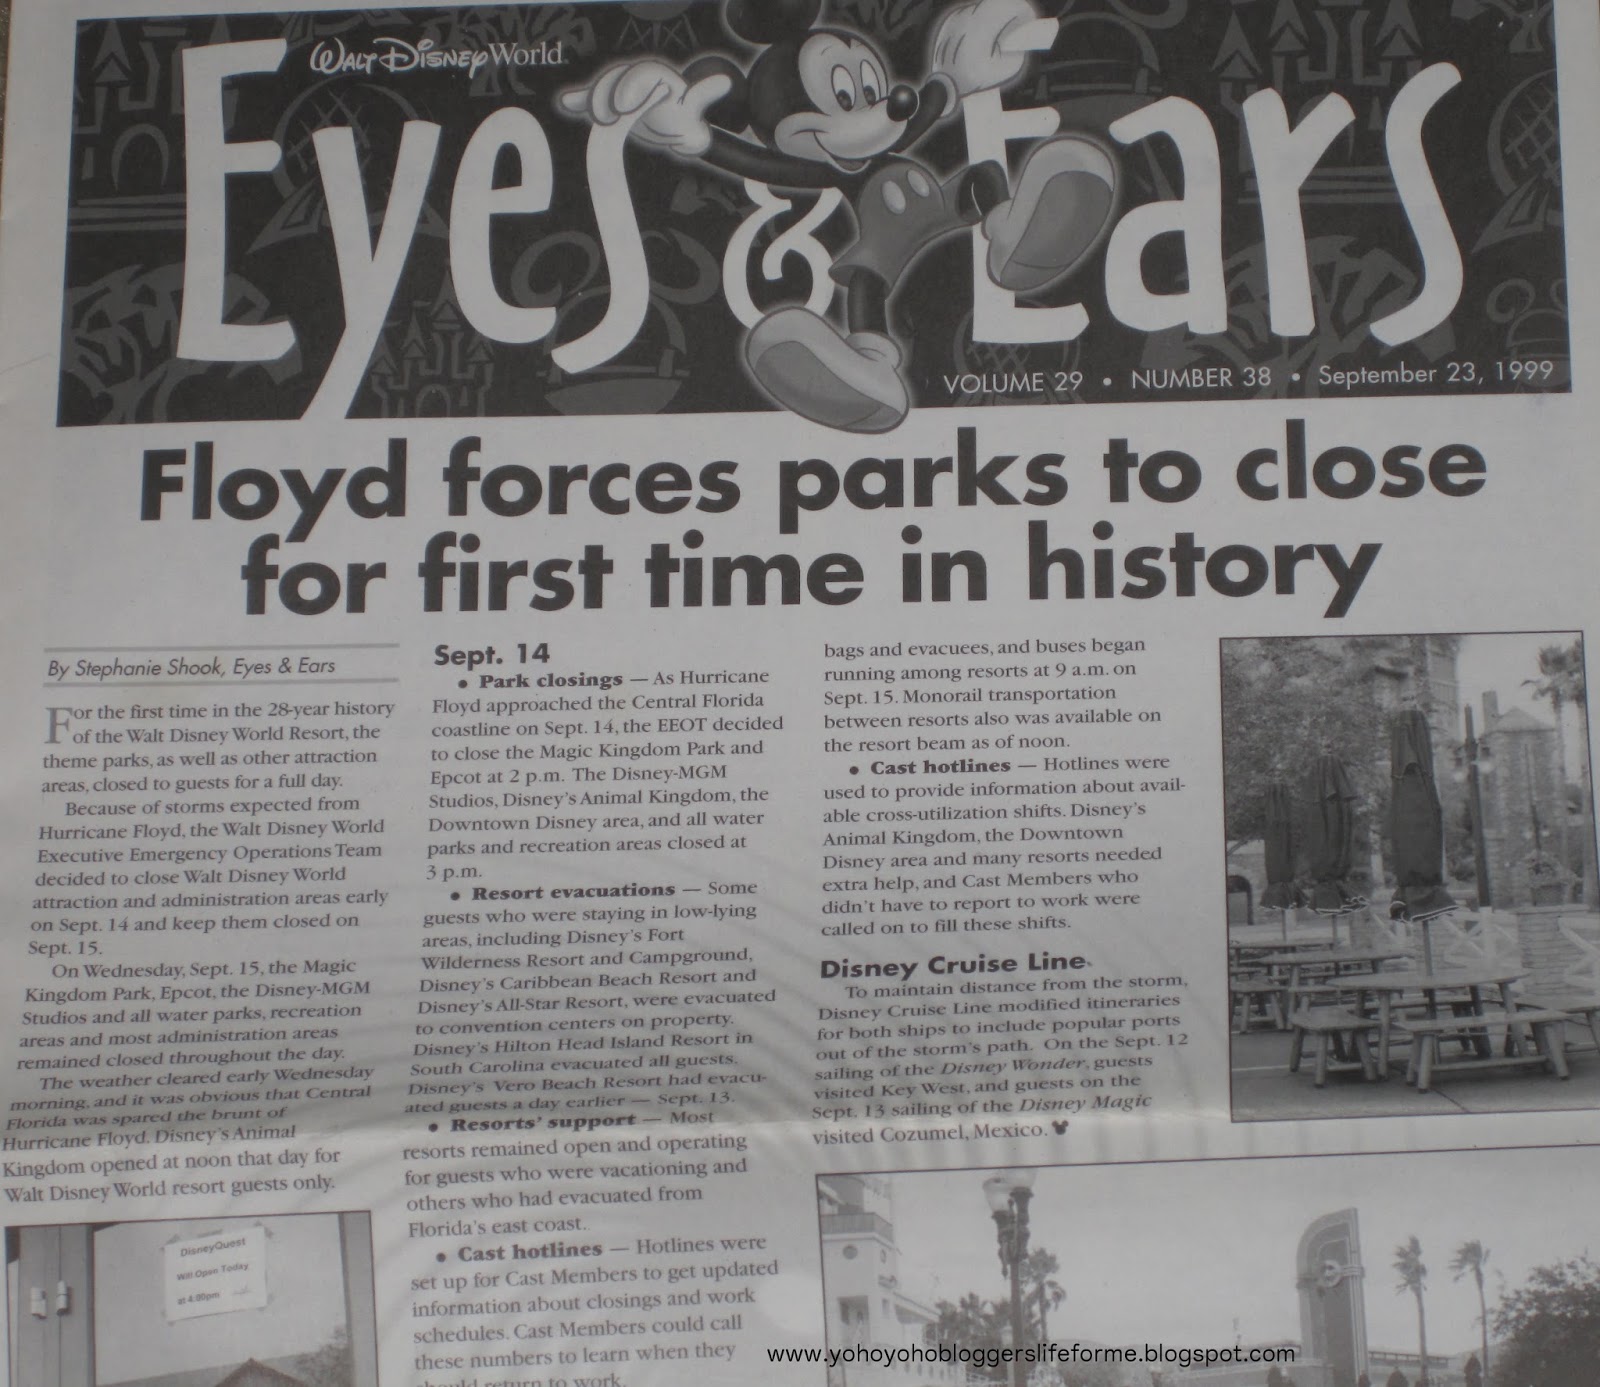 WALT DISNEY World
Eyes & Ears
VOLUME 29 • NUMBER 38 • September 23, 1999
Floyd forces parks to close
for first time in history
By Stephanie Shook, Eyes & Ears
For the first time in the 28-year history
of the Walt Disney World Resort, the
theme parks, as well as other attraction
areas, closed to guests for a full day.
Because of storms expected from
Hurricane Floyd, the Walt Disney World
Executive Emergency Operations Team
decided to close Walt Disney World
attraction and administration areas early
on Sept. 14 and keep them closed on
Sept. 15.
On Wednesday, Sept. 15, the Magic
Kingdom Park, Epcot, the Disney-MGM
Studios and all water parks, recreation
areas and most administration areas
remained closed throughout the day.
The weather cleared early Wednesday
morning, and it was obvious that Central
Florida was spared the brunt of
Hurricane Floyd. Disney's Animal
Kingdom opened at noon that day for
Walt Disney World resort guests only.
DisneyQuest
Will Open Today
at 4:00pm
Sept. 14
• Park closings — As Hurricane
Floyd approached the Central Florida
coastline on Sept. 14, the EEOT decided
to close the Magic Kingdom Park and
Epcot at 2 p.m. The Disney-MGM
Studios, Disney's Animal Kingdom, the
Downtown Disney area, and all water
parks and recreation areas closed at
3 p.m.
• Resort evacuations — Some
guests who were staying in low-lying
areas, including Disney's Fort
Wilderness Resort and Campground,
Disney's Caribbean Beach Resort and
Disney's All-Star Resort, were evacuated
to convention centers on property.
Disney's Hilton Head Island Resort in
South Carolina evacuated all guests.
Disney's Vero Beach Resort had evacu-
ated guests a day earlier — Sept. 13.
• Resorts' support — Most
resorts remained open and operating
for guests who were vacationing and
others who had evacuated from
Florida's east coast.
• Cast hotlines — Hotlines were
set up for Cast Members to get updated
information about closings and work
schedules. Cast Members could call
these numbers to learn when they
should return to work.
bags and evacuees, and buses began
running among resorts at 9 a.m. on
Sept. 15. Monorail transportation
between resorts also was available on
the resort beam as of noon.
• Cast hotlines — Hotlines were
used to provide information about avail-
able cross-utilization shifts. Disney's
Animal Kingdom, the Downtown
Disney area and many resorts needed
extra help, and Cast Members who
didn't have to report to work were
called on to fill these shifts.
Disney Cruise Line
To maintain distance from the storm,
Disney Cruise Line modified itineraries
for both ships to include popular ports
out of the storm's path. On the Sept. 12
sailing of the Disney Wonder, guests
visited Key West, and guests on the
Sept. 13 sailing of the Disney Magic
visited Cozumel, Mexico.
www.yohoyohobloggerslifeforme.blogspot.com